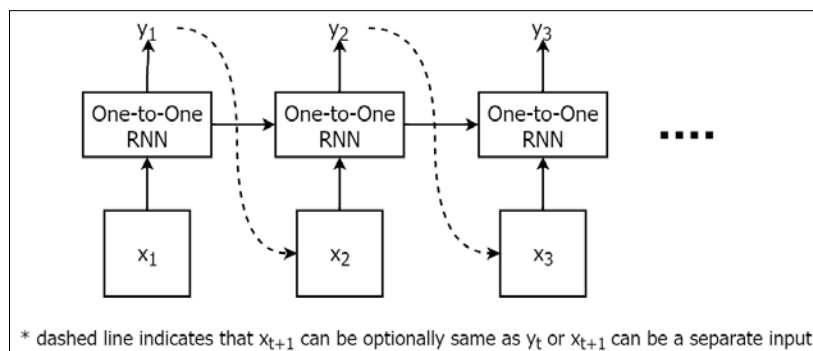 y₁ y₂ y₃
One-to-One One-to-One One-to-One
RNN RNN RNN
x₁ x₂ x₃
* dashed line indicates that xₜ₊₁ can be optionally same as yₜ or xₜ₊₁ can be a separate input